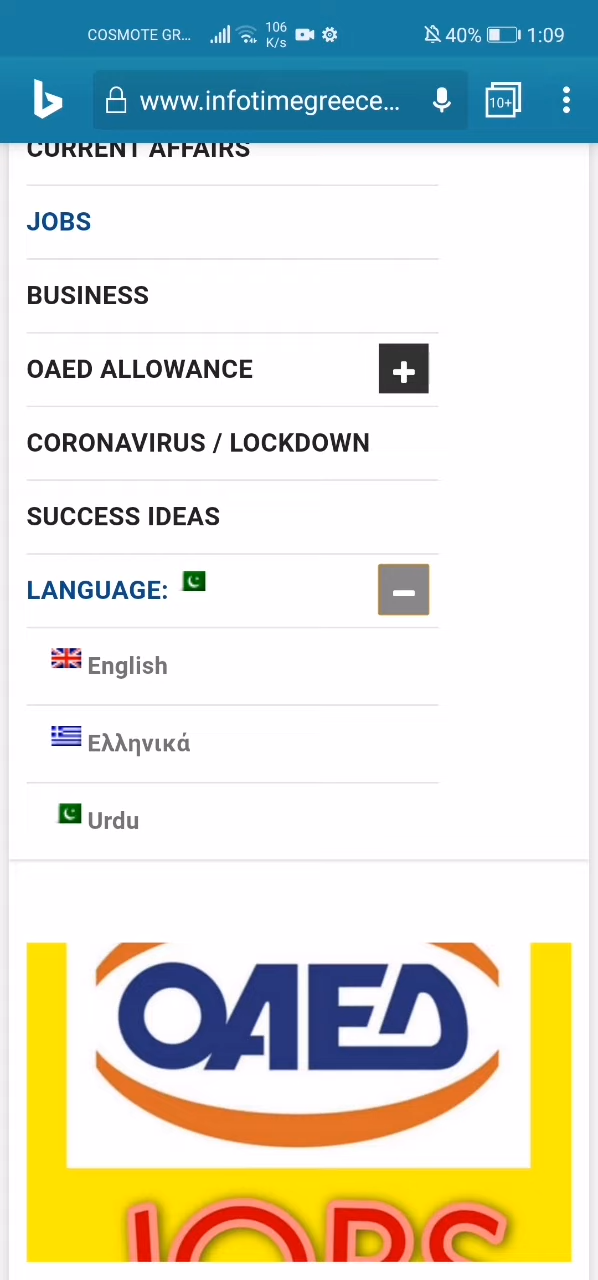 COSMOTE GR...
106
K/s
40%
1:09
www.infotimegreece...
10+
CURRENT AFFAIRS
JOBS
BUSINESS
OAED ALLOWANCE
CORONAVIRUS / LOCKDOWN
SUCCESS IDEAS
LANGUAGE:
English
Ελληνικά
Urdu
OAED
JOBS